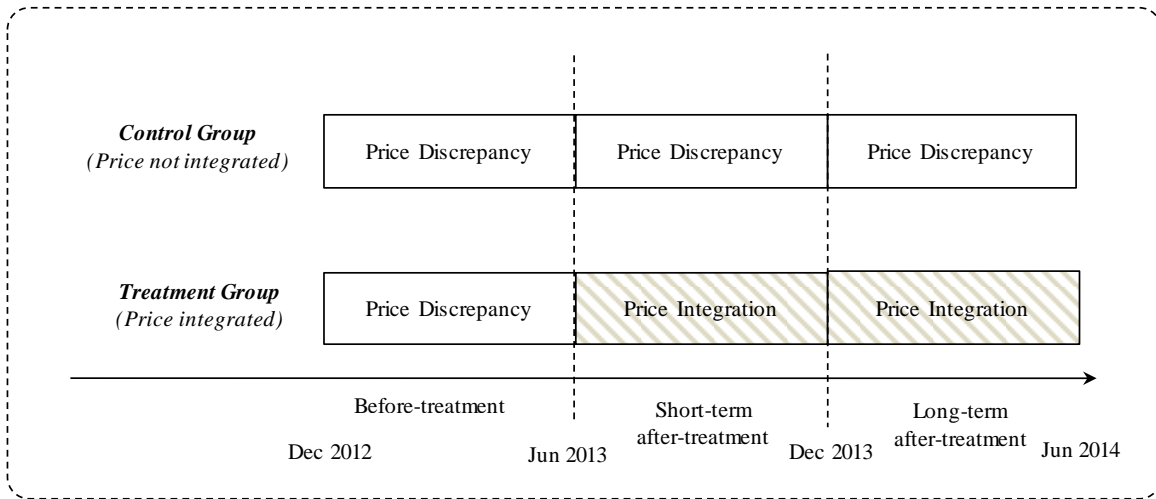 Control Group
(Price not integrated)
Price Discrepancy
Price Discrepancy
Price Discrepancy
Treatment Group
(Price integrated)
Price Discrepancy
Price Integration
Price Integration
Before-treatment
Short-term
after-treatment
Long-term
after-treatment
Dec 2012
Jun 2013
Dec 2013
Jun 2014